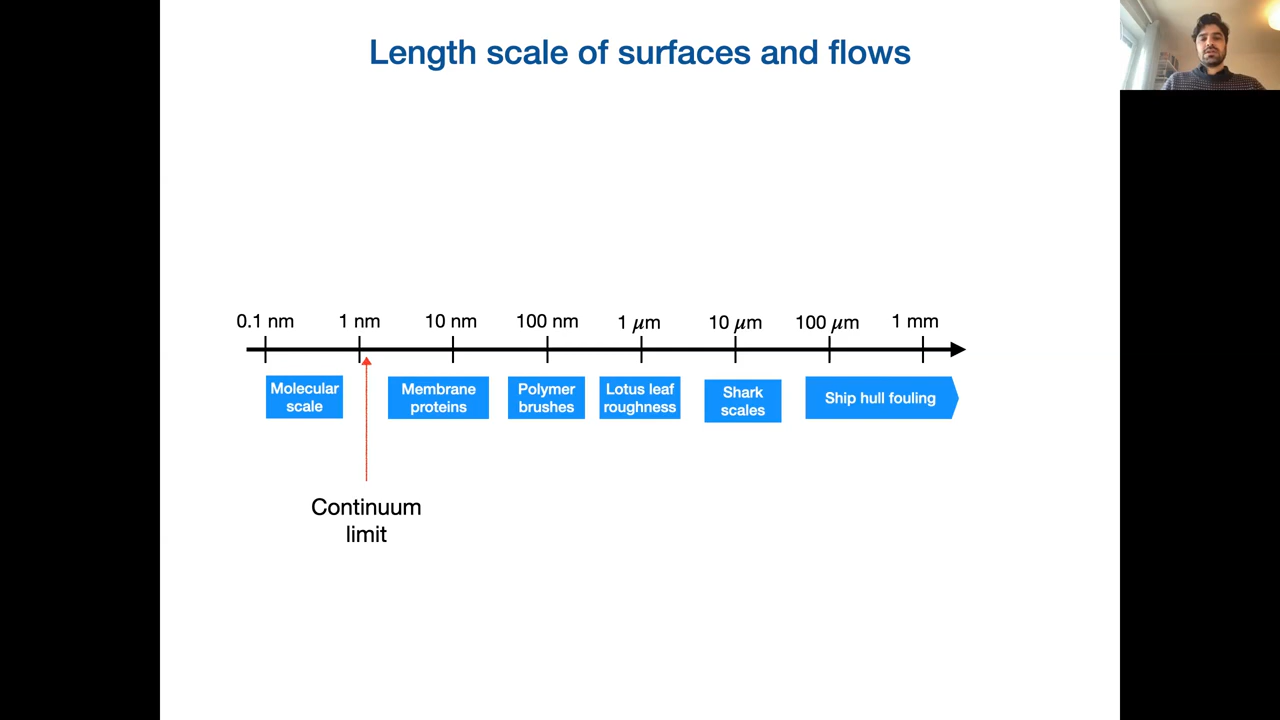 Length scale of surfaces and flows
0.1 nm 1 nm 10 nm 100 nm 1 μm 10 μm 100 μm 1 mm
Molecular
scale
Membrane
proteins
Polymer
brushes
Lotus leaf
roughness
Shark
scales
Ship hull fouling
Continuum
limit